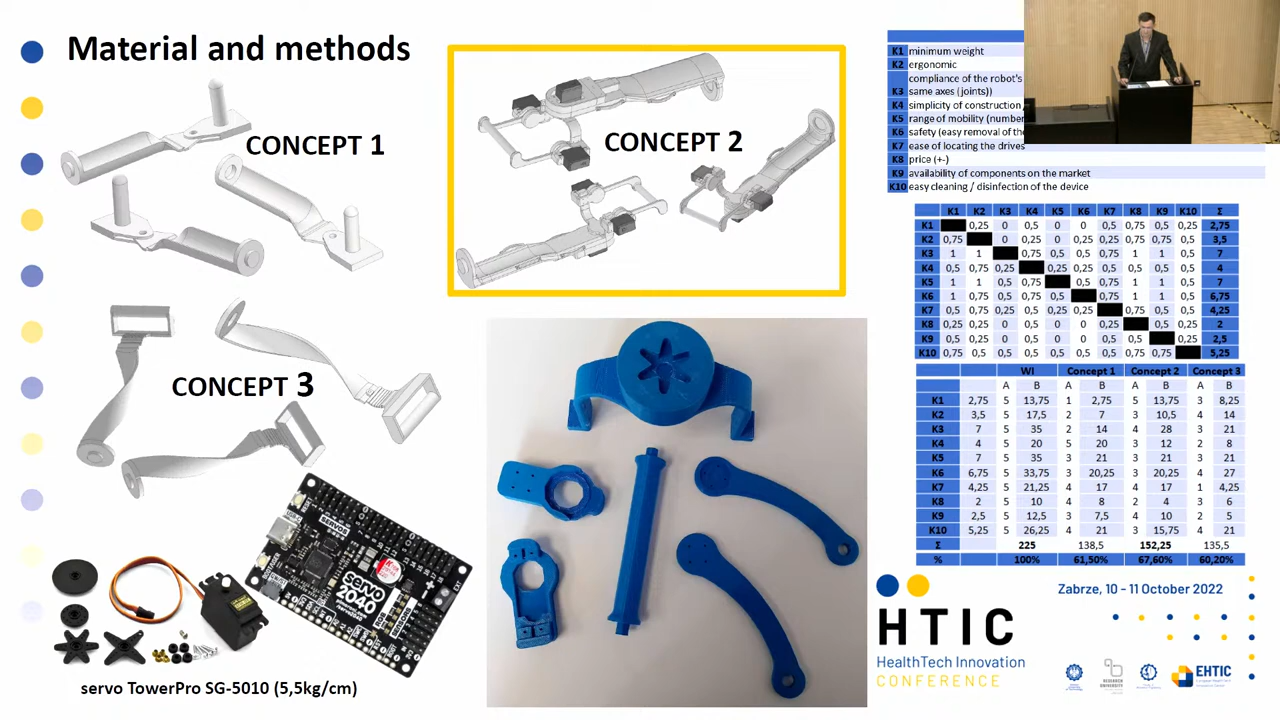 Material and methods
CONCEPT 1
CONCEPT 2
CONCEPT 3
servo TowerPro SG-5010 (5,5kg/cm)
servo
2040
K1 minimum weight
K2 ergonomic
compliance of the robot's
K3 same axes (joints))
K4 simplicity of construction
K5 range of mobility (number
K6 safety (easy removal of the
K7 ease of locating the drives
K8 price (+-)
K9 availability of components on the market
K10 easy cleaning / disinfection of the device
K1 K2 K3 K4 K5 K6 K7 K8 K9 K10 Σ
K1 0,25 0 0,5 0 0 0,5 0,75 0,5 0,25 2,75
K2 0,75 0 0,25 0 0,25 0,25 0,75 0,75 0,5 3,5
K3 1 1 0,75 0,5 0,5 0,75 1 1 0,5 7
K4 0,5 0,75 0,25 0,25 0,25 0,5 0,5 0,5 0,5 4
K5 1 1 0,5 0,75 0,5 0,75 1 1 0,5 7
K6 1 0,75 0,5 0,75 0,5 0,75 1 1 0,5 6,75
K7 0,5 0,75 0,25 0,5 0,25 0,25 0,75 0,5 0,5 4,25
K8 0,25 0,25 0 0,5 0 0 0,25 0,5 0,25 2
K9 0,5 0,25 0 0,5 0 0 0,5 0,5 0,25 2,5
K10 0,75 0,5 0,5 0,5 0,5 0,5 0,5 0,75 0,75 5,25
WI Concept 1 Concept 2 Concept 3
A B A B A B A B
K1 2,75 5 13,75 1 2,75 5 13,75 3 8,25
K2 3,5 5 17,5 2 7 3 10,5 4 14
K3 7 5 35 2 14 4 28 3 21
K4 4 5 20 5 20 3 12 2 8
K5 7 5 35 3 21 3 21 3 21
K6 6,75 5 33,75 3 20,25 3 20,25 4 27
K7 4,25 5 21,25 4 17 4 17 1 4,25
K8 2 5 10 4 8 2 4 3 6
K9 2,5 5 12,5 3 7,5 4 10 2 5
K10 5,25 5 26,25 4 21 3 15,75 4 21
Σ 225 138,5 152,25 135,5
% 100% 61,50% 67,60% 60,20%
Zabrze, 10 - 11 October 2022
HTIC
HealthTech Innovation
CONFERENCE
EHTIC